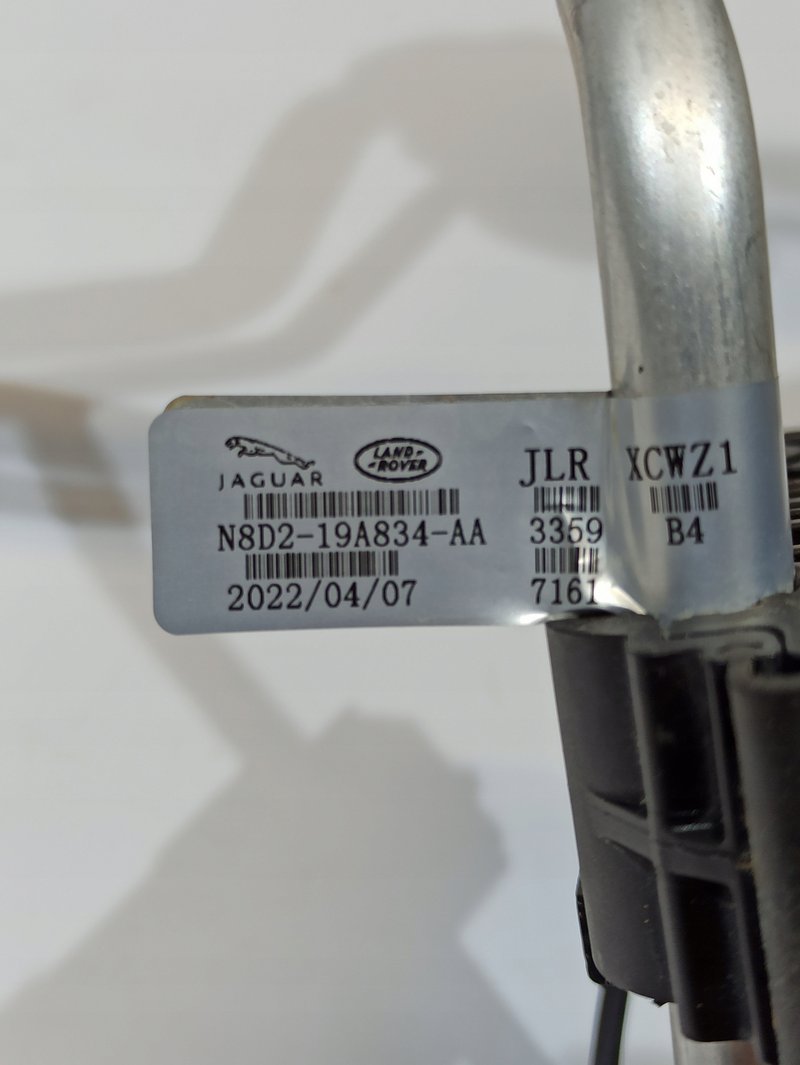 JAGUAR
LAND-
-ROVER
JLR XCWZ1
N8D2-19A834-AA 3359 B4
2022/04/07 7161